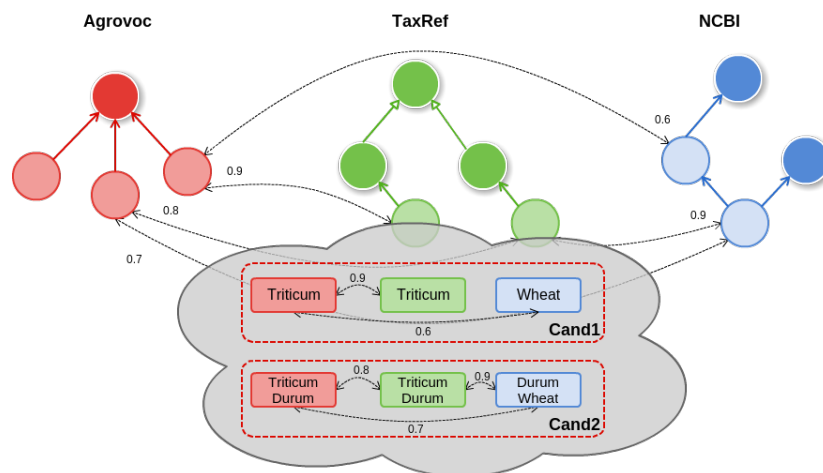 Agrovoc
TaxRef
NCBI
0.6
0.9
0.8
0.9
0.7
0.9
Triticum
Triticum
Wheat
0.6
Cand1
0.8
0.9
Triticum
Durum
Triticum
Durum
Durum
Wheat
0.7
Cand2